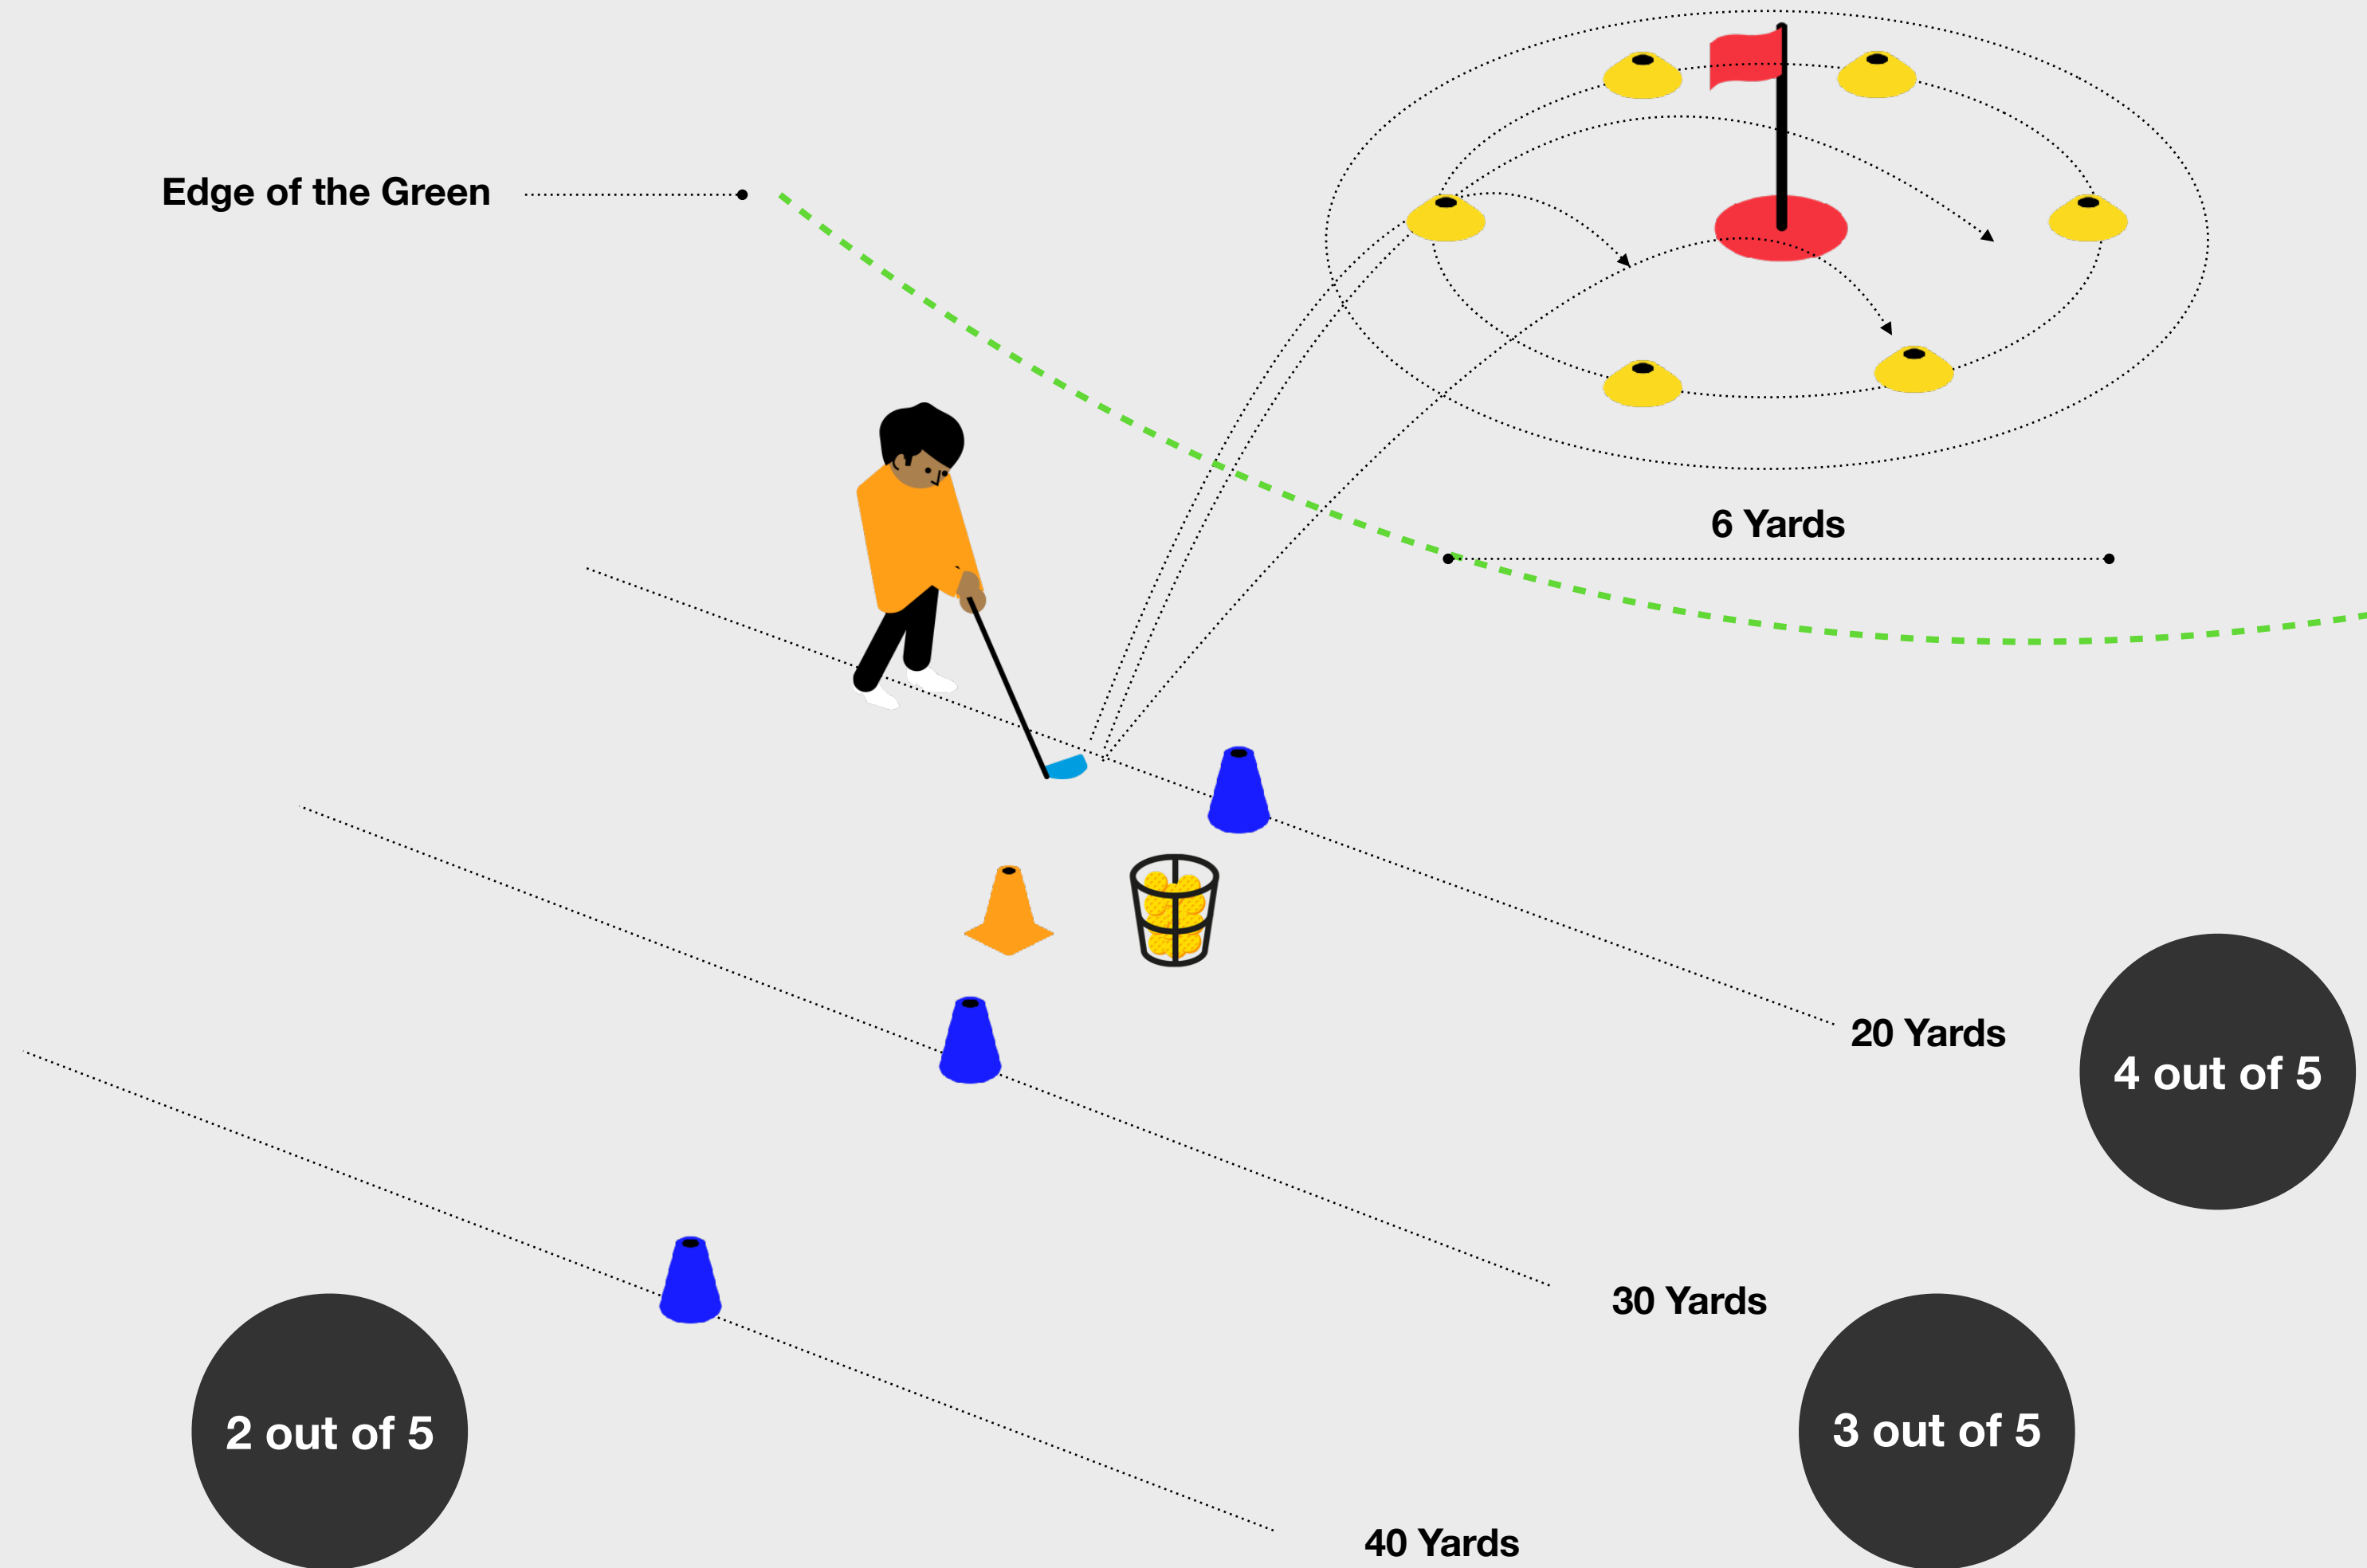 Edge of the Green
6 Yards
20 Yards
4 out of 5
30 Yards
3 out of 5
2 out of 5
40 Yards